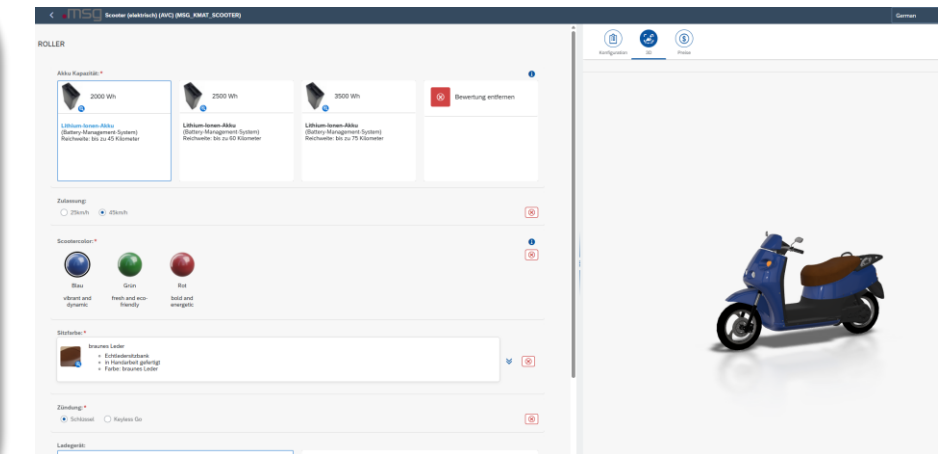 msg Scooter (elektrisch) (AVC) (MSG_KMAT_SCOOTER)
German
ROLLER
Konfiguration
3D
Preise
Akku Kapazität: *
2000 Wh
2500 Wh
3500 Wh
Bewertung entfernen
Lithium-Ionen-Akku
(Battery-Management-System)
Reichweite: bis zu 45 Kilometer
Lithium-Ionen-Akku
(Battery-Management-System)
Reichweite: bis zu 60 Kilometer
Lithium-Ionen-Akku
(Battery-Management-System)
Reichweite: bis zu 75 Kilometer
Zulassung:
25km/h
45km/h
Scootercolor: *
Blau
Grün
Rot
vibrant and
dynamic
fresh and eco-
friendly
bold and
energetic
Sitzfarbe: *
braunes Leder
Echtledersitzbank
in Handarbeit gefertigt
Farbe: braunes Leder
Zündung: *
Schlüssel
Keyless Go
Ladegerät: